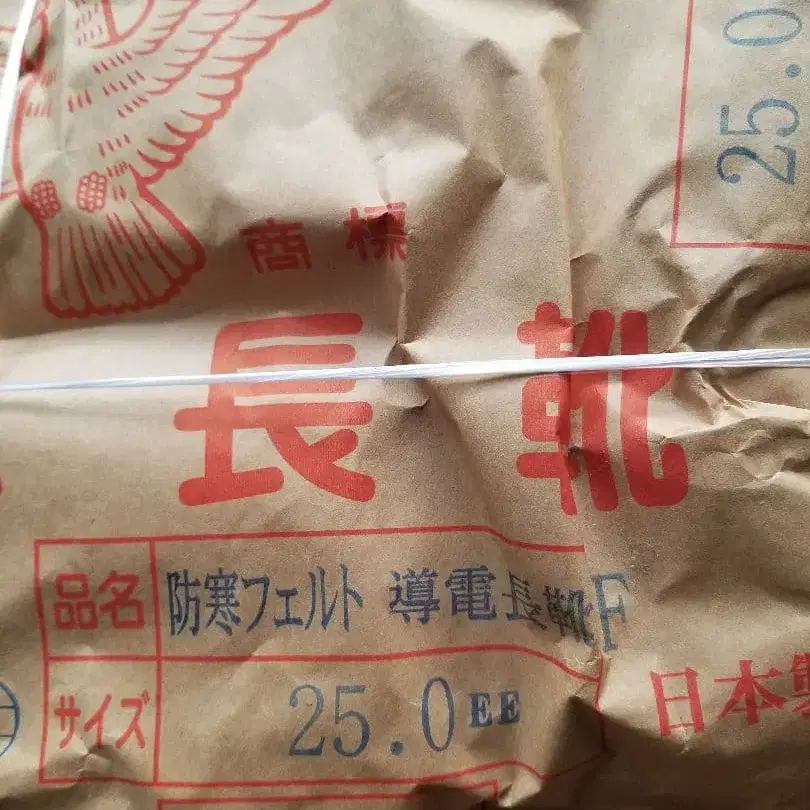 25.0
商標
長靴
品名 防寒フェルト 導電長靴F
サイズ 25.0EE
日本製